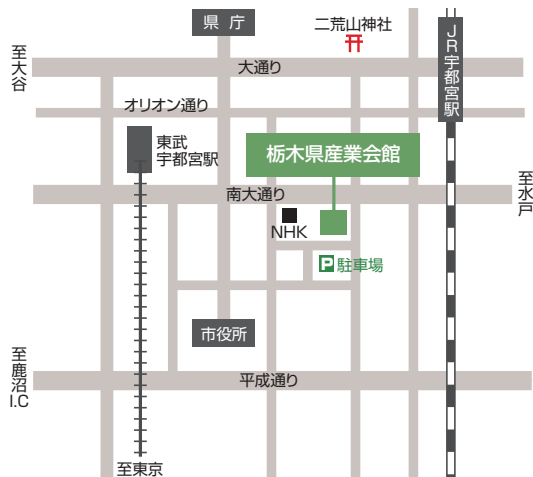 県 庁
二荒山神社
JR宇都宮駅
至大谷
大通り
オリオン通り
東武
宇都宮駅
栃木県産業会館
至水戸
南大通り
NHK
P 駐車場
市役所
至鹿沼
I.C
平成通り
至東京